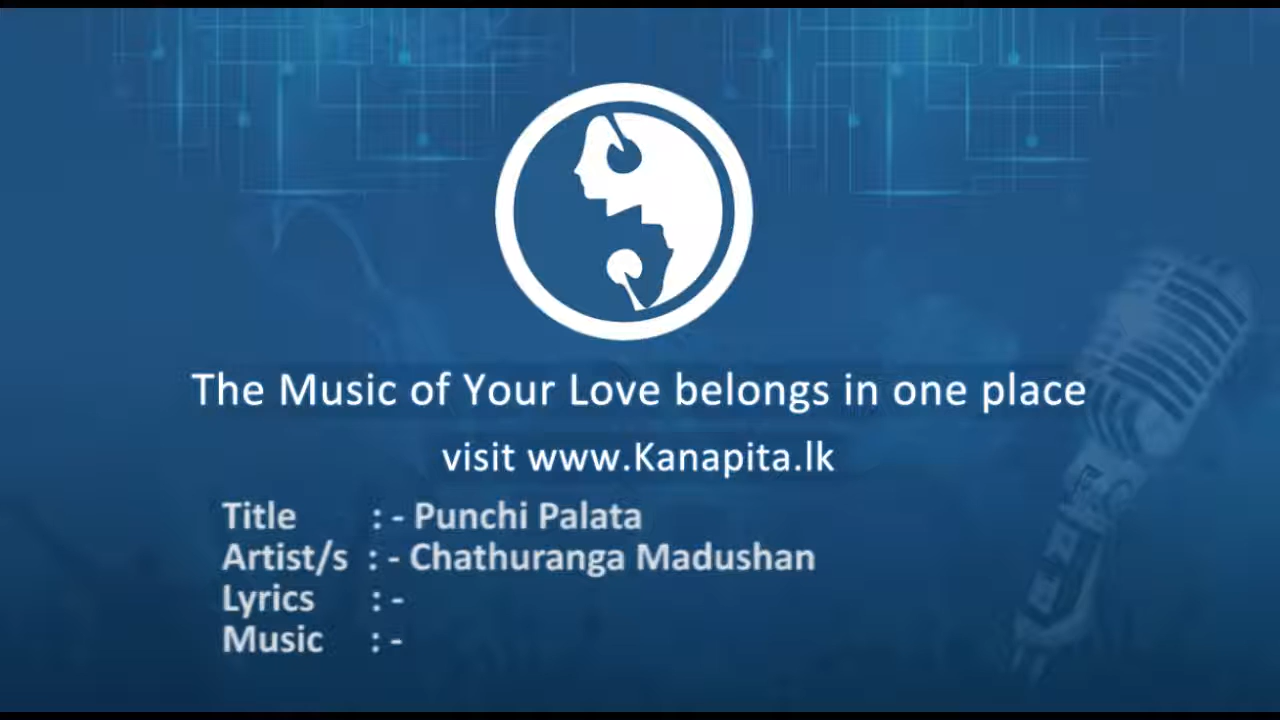 The Music of Your Love belongs in one place
visit www.Kanapita.lk
Title : - Punchi Palata
Artist/s : - Chathuranga Madushan
Lyrics : -
Music : -